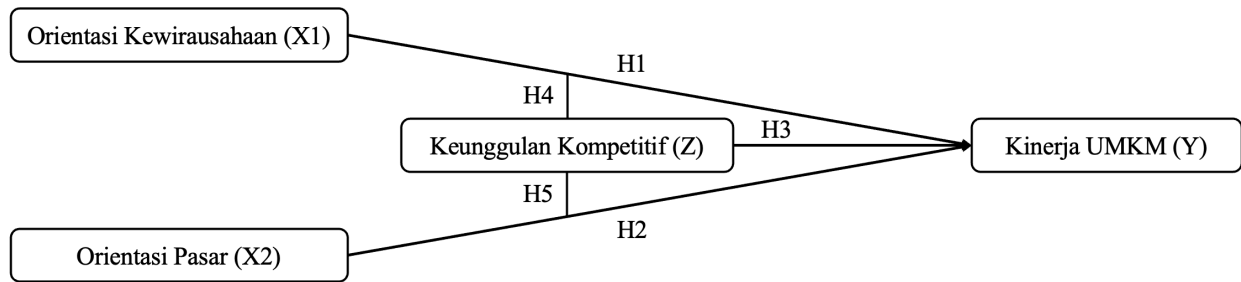 Orientasi Kewirausahaan (X1)
H1
H4
Keunggulan Kompetitif (Z)
H3
Kinerja UMKM (Y)
H5
H2
Orientasi Pasar (X2)